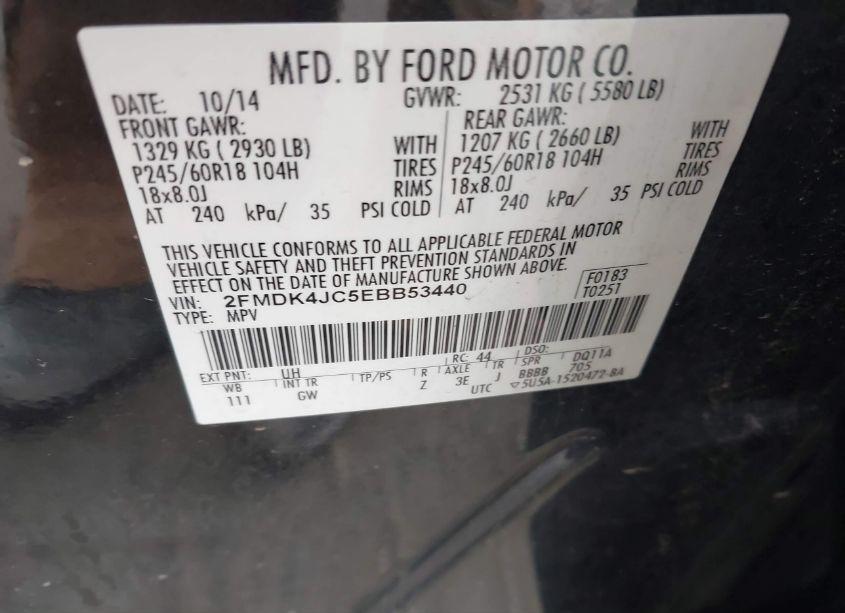 MFD. BY FORD MOTOR CO.
DATE: 10/14 GVWR: 2531 KG ( 5580 LB)
FRONT GAWR: REAR GAWR:
1329 KG ( 2930 LB) WITH 1207 KG ( 2660 LB) WITH
P245/60R18 104H TIRES P245/60R18 104H TIRES
18x8.0J RIMS 18x8.0J RIMS
AT 240 kPa/ 35 PSI COLD AT 240 kPa/ 35 PSI COLD
THIS VEHICLE CONFORMS TO ALL APPLICABLE FEDERAL MOTOR
VEHICLE SAFETY AND THEFT PREVENTION STANDARDS IN
EFFECT ON THE DATE OF MANUFACTURE SHOWN ABOVE.
VIN: 2FMDK4JC5EBB53440 F0183
TYPE: MPV T0251
EXT PNT: UH RC: 44 DSO:
WB INT TR TP/PS R AXLE TR SPR DQ11A
111 GW Z 3E J BBBB 705
UTC 5U5A-1520472-BA